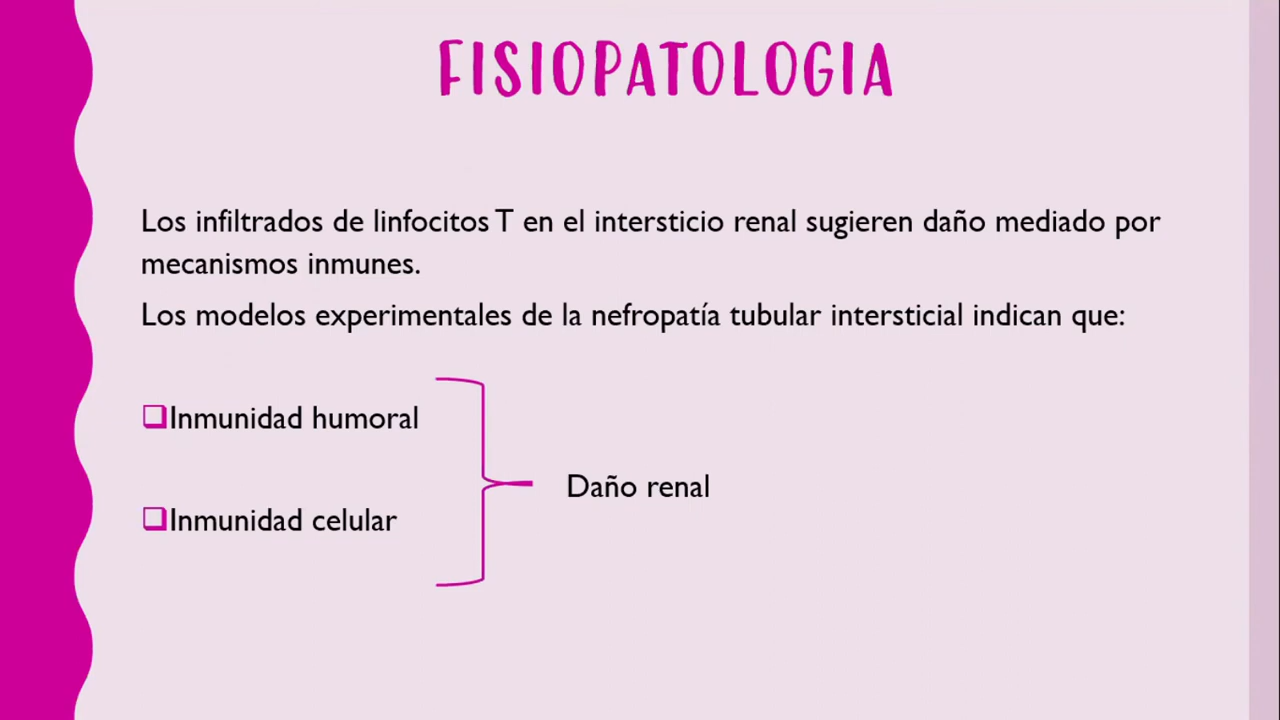 FISIOPATOLOGIA
Los infiltrados de linfocitos T en el intersticio renal sugieren daño mediado por
mecanismos inmunes.
Los modelos experimentales de la nefropatía tubular intersticial indican que:
❑Inmunidad humoral
Daño renal
❑Inmunidad celular